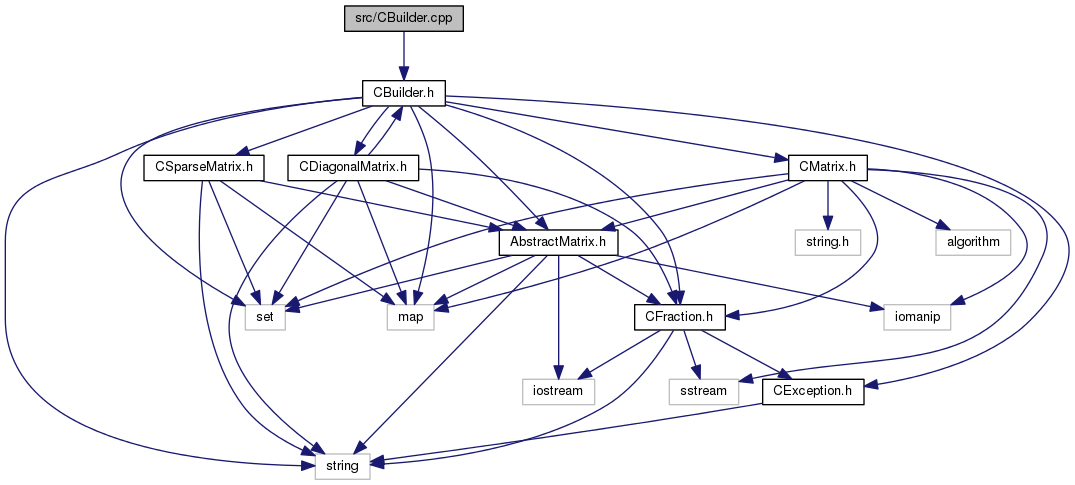 src/CBuilder.cpp
CBuilder.h
CSparseMatrix.h
CDiagonalMatrix.h
CMatrix.h
AbstractMatrix.h
string.h
algorithm
set
map
CFraction.h
iomanip
iostream
sstream
CException.h
string